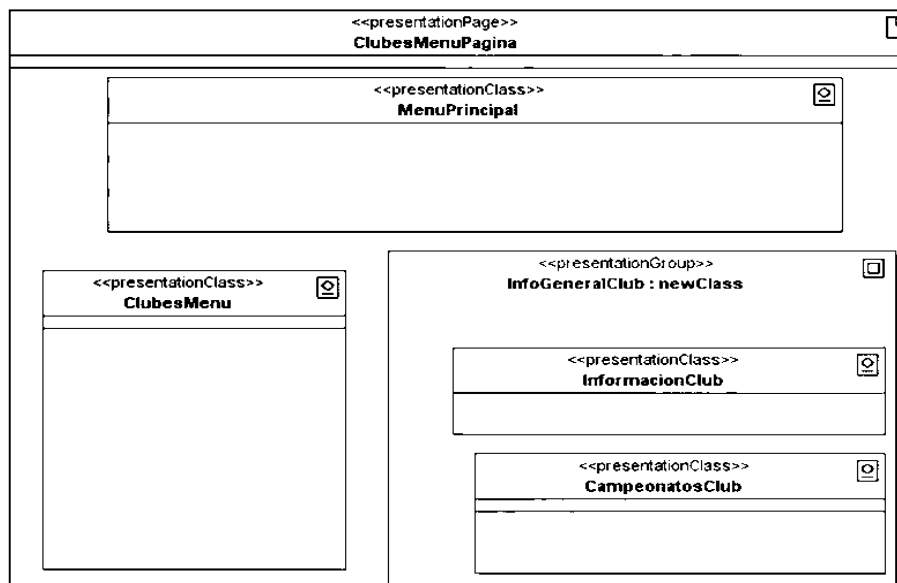 <<presentationPage>>
ClubesMenuPagina
<<presentationClass>>
MenuPrincipal
<<presentationClass>>
ClubesMenu
<<presentationGroup>>
InfoGeneralClub : newClass
<<presentationClass>>
InformacionClub
<<presentationClass>>
CampeonatosClub